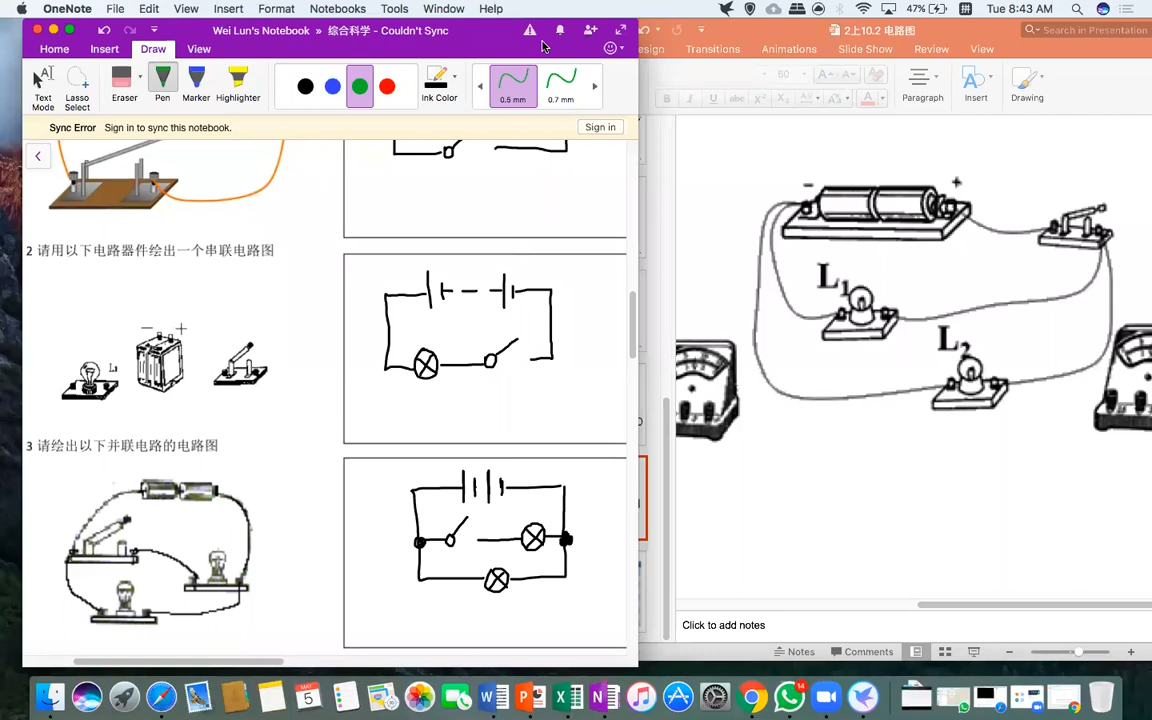 OneNote File Edit View Insert Format Notebooks Tools Window Help 47% Tue 8:43 AM
Wei Lun's Notebook » 综合科学 - Couldn't Sync
2上10.2 电路图
Search in Presentation
Home Insert Draw View
Transitions Animations Slide Show Review View
Text Mode
Lasso Select
Eraser
Pen
Marker
Highlighter
Ink Color
0.5 mm
0.7 mm
Paragraph
Insert
Drawing
Sync Error Sign in to sync this notebook.
Sign in
2 请用以下电路器件绘出一个串联电路图
− +
L₁
L₂
3 请绘出以下并联电路的电路图
Click to add notes
Notes
Comments
MAY
5
14